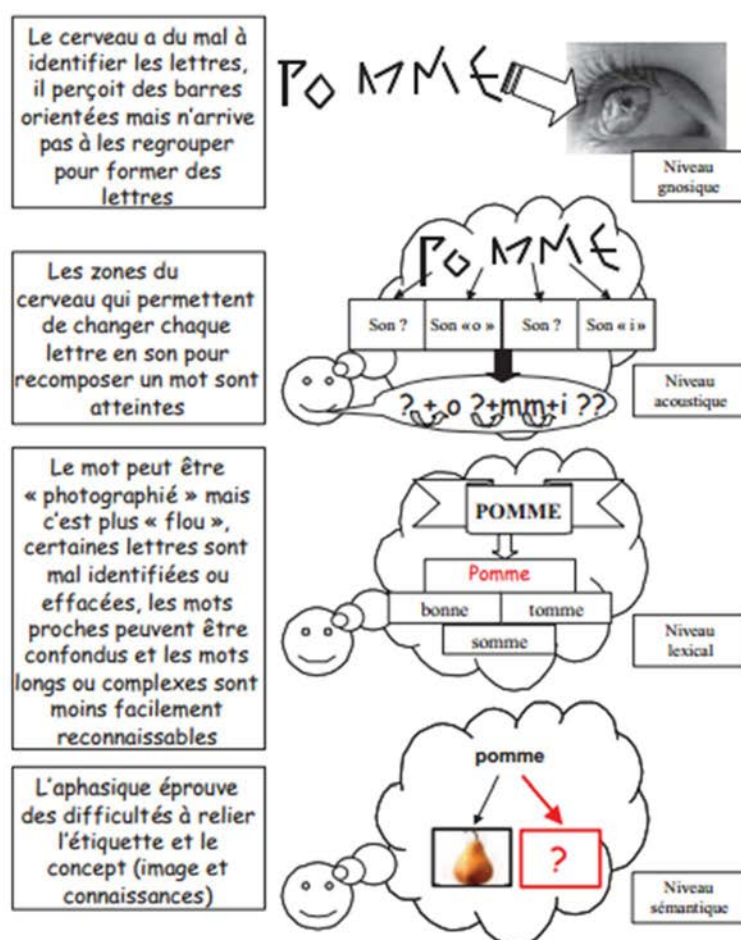 Le cerveau a du mal à
identifier les lettres,
il perçoit des barres
orientées mais n'arrive
pas à les regrouper
pour former des
lettres
POMME
Niveau
gnosique
Les zones du
cerveau qui permettent
de changer chaque
lettre en son pour
recomposer un mot sont
atteintes
POMME
Son ? Son « o » Son ? Son « i »
? + o ?+mm+i ??
Niveau
acoustique
Le mot peut être
« photographié » mais
c'est plus « flou »,
certaines lettres sont
mal identifiées ou
effacées, les mots
proches peuvent être
confondus et les mots
longs ou complexes sont
moins facilement
reconnaissables
POMME
Pomme
bonne tomme
somme
Niveau
lexical
L'aphasique éprouve
des difficultés à relier
l'étiquette et le
concept (image et
connaissances)
pomme
?
Niveau
sémantique